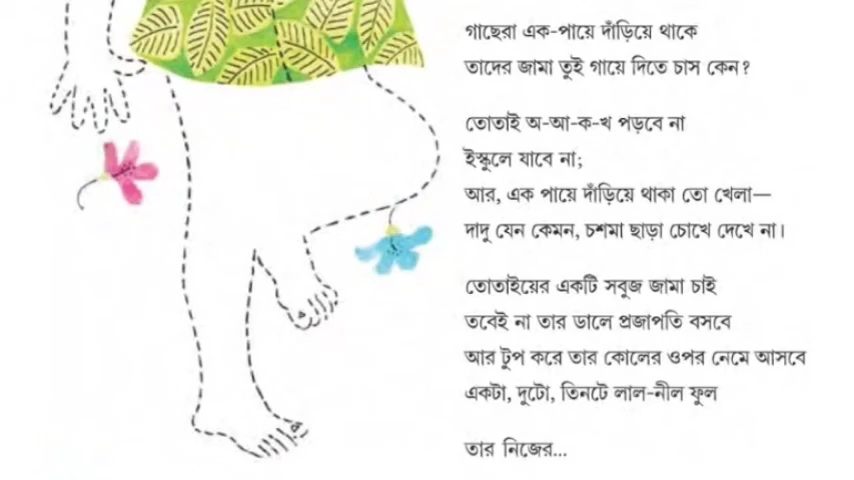 গাছেরা এক-পায়ে দাঁড়িয়ে থাকে
তাদের জামা তুই গায়ে দিতে চাস কেন?
তোতাই অ-আ-ক-খ পড়বে না
ইস্কুলে যাবে না;
আর, এক পায়ে দাঁড়িয়ে থাকা তো খেলা—
দাদু যেন কেমন, চশমা ছাড়া চোখে দেখে না।
তোতাইয়ের একটি সবুজ জামা চাই
তবেই না তার ডালে প্রজাপতি বসবে
আর টুপ করে তার কোলের ওপর নেমে আসবে
একটা, দুটো, তিনটে লাল-নীল ফুল
তার নিজের...